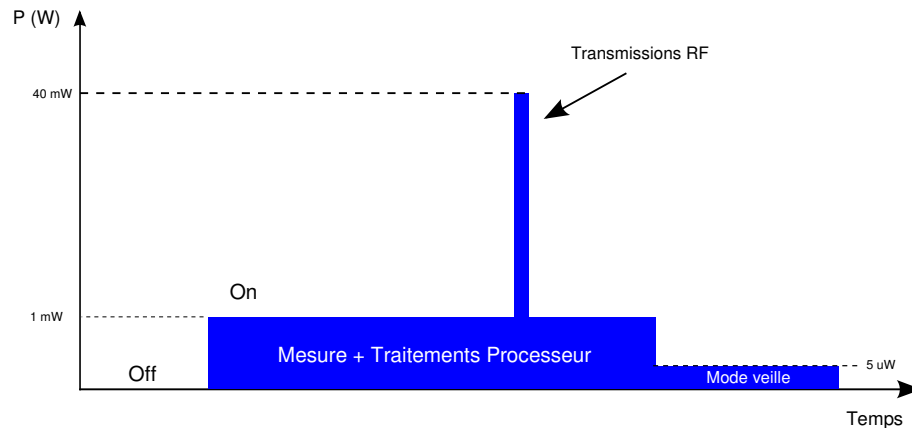 P (W)
Transmissions RF
40 mW
On
1 mW
Mesure + Traitements Processeur
5 uW
Off
Mode veille
Temps